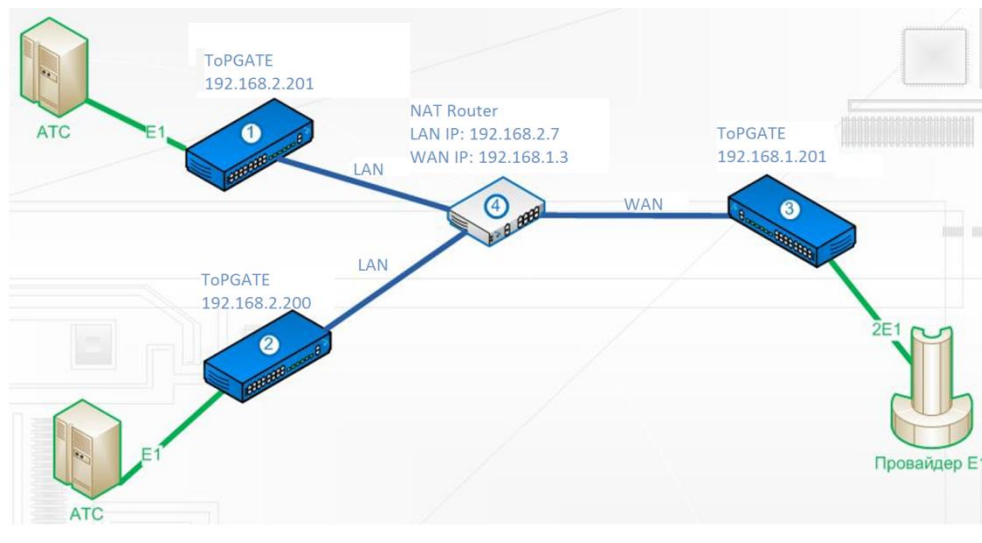 ToPGATE
192.168.2.201
АТС
E1
1
NAT Router
LAN IP: 192.168.2.7
WAN IP: 192.168.1.3
ToPGATE
192.168.1.201
LAN
4
WAN
3
LAN
ToPGATE
192.168.2.200
2
2E1
E1
АТС
Провайдер E1